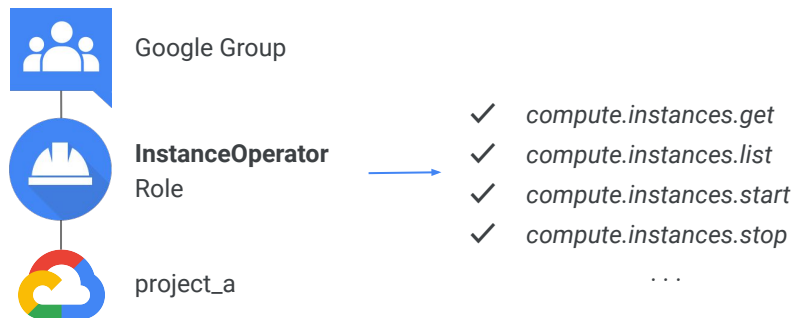 Google Group
InstanceOperator
Role
project_a
compute.instances.get
compute.instances.list
compute.instances.start
compute.instances.stop
. . .